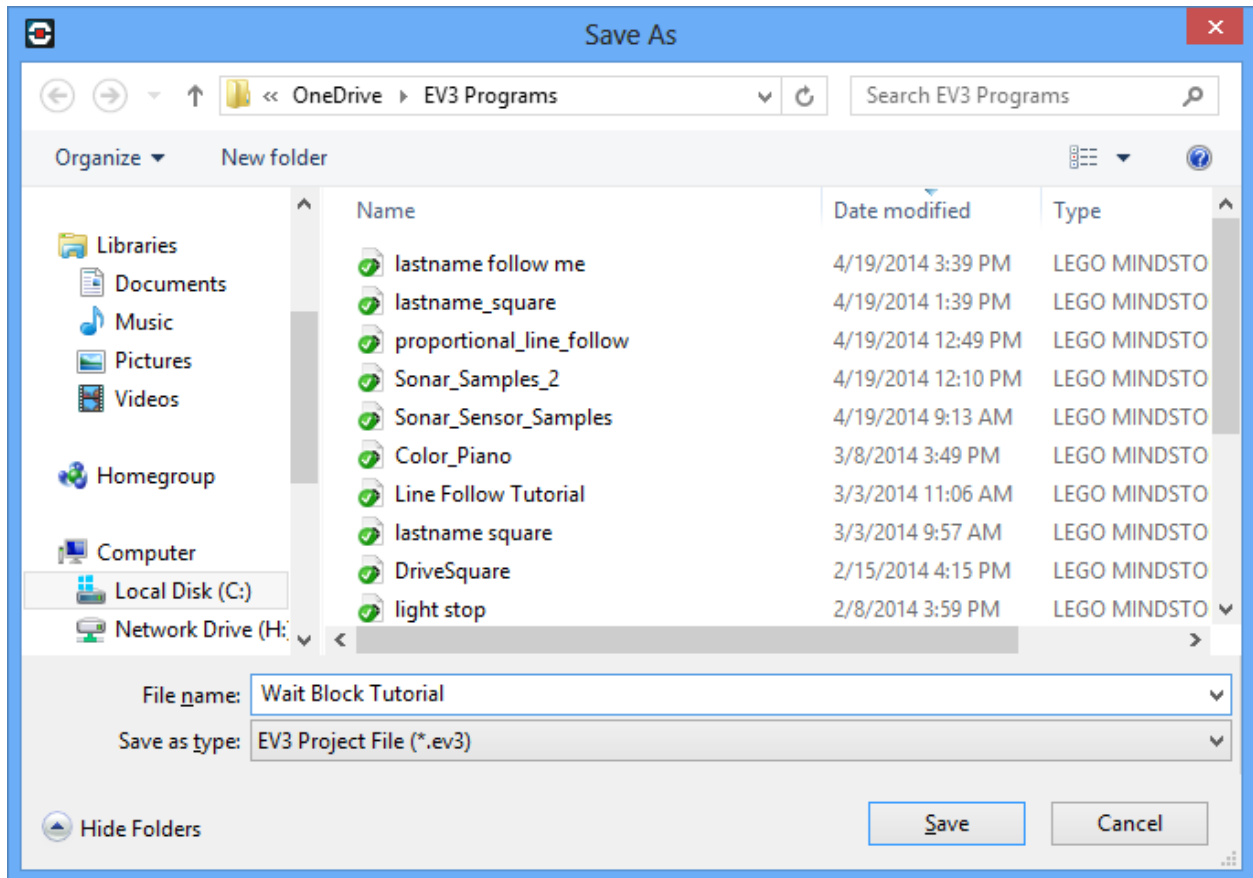 Save As
« OneDrive EV3 Programs Search EV3 Programs
Organize New folder
Name Date modified Type
Libraries
Documents
Music
Pictures
Videos
Homegroup
Computer
Local Disk (C:)
Network Drive (H:
lastname follow me 4/19/2014 3:39 PM LEGO MINDSTO
lastname_square 4/19/2014 1:39 PM LEGO MINDSTO
proportional_line_follow 4/19/2014 12:49 PM LEGO MINDSTO
Sonar_Samples_2 4/19/2014 12:10 PM LEGO MINDSTO
Sonar_Sensor_Samples 4/19/2014 9:13 AM LEGO MINDSTO
Color_Piano 3/8/2014 3:49 PM LEGO MINDSTO
Line Follow Tutorial 3/3/2014 11:06 AM LEGO MINDSTO
lastname square 3/3/2014 9:57 AM LEGO MINDSTO
DriveSquare 2/15/2014 4:15 PM LEGO MINDSTO
light stop 2/8/2014 3:59 PM LEGO MINDSTO
File name: Wait Block Tutorial
Save as type: EV3 Project File (*.ev3)
Hide Folders Save Cancel